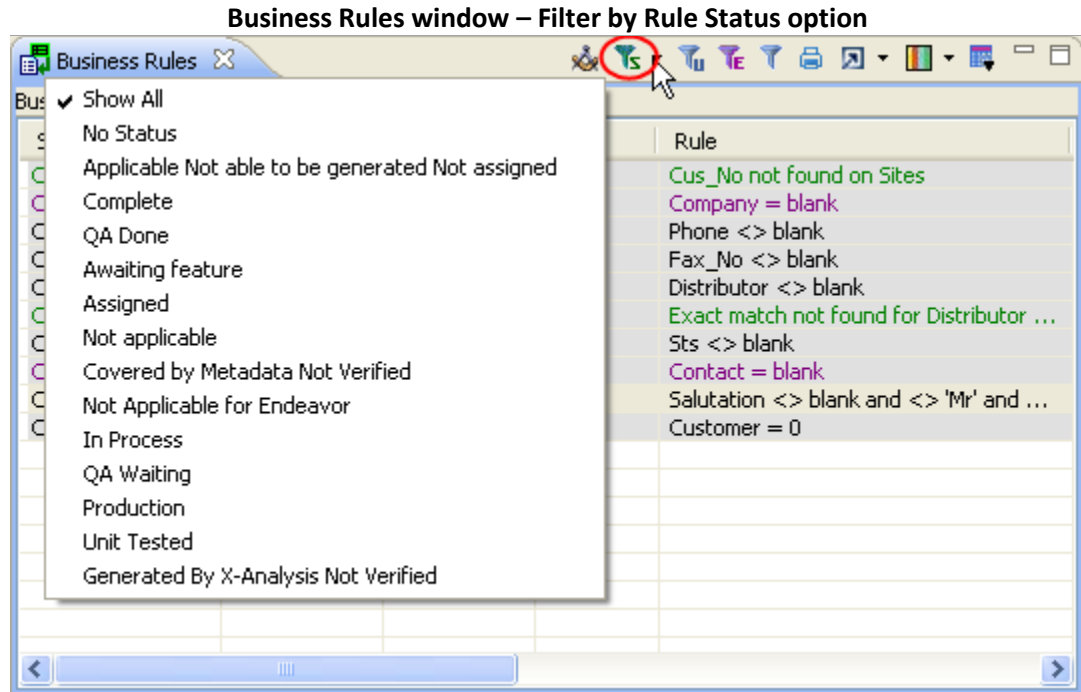 Business Rules window – Filter by Rule Status option
Business Rules
Bus
Show All
No Status
Applicable Not able to be generated Not assigned
Complete
QA Done
Awaiting feature
Assigned
Not applicable
Covered by Metadata Not Verified
Not Applicable for Endeavor
In Process
QA Waiting
Production
Unit Tested
Generated By X-Analysis Not Verified
Rule
Cus_No not found on Sites
Company = blank
Phone <> blank
Fax_No <> blank
Distributor <> blank
Exact match not found for Distributor ...
Sts <> blank
Contact = blank
Salutation <> blank and <> 'Mr' and ...
Customer = 0